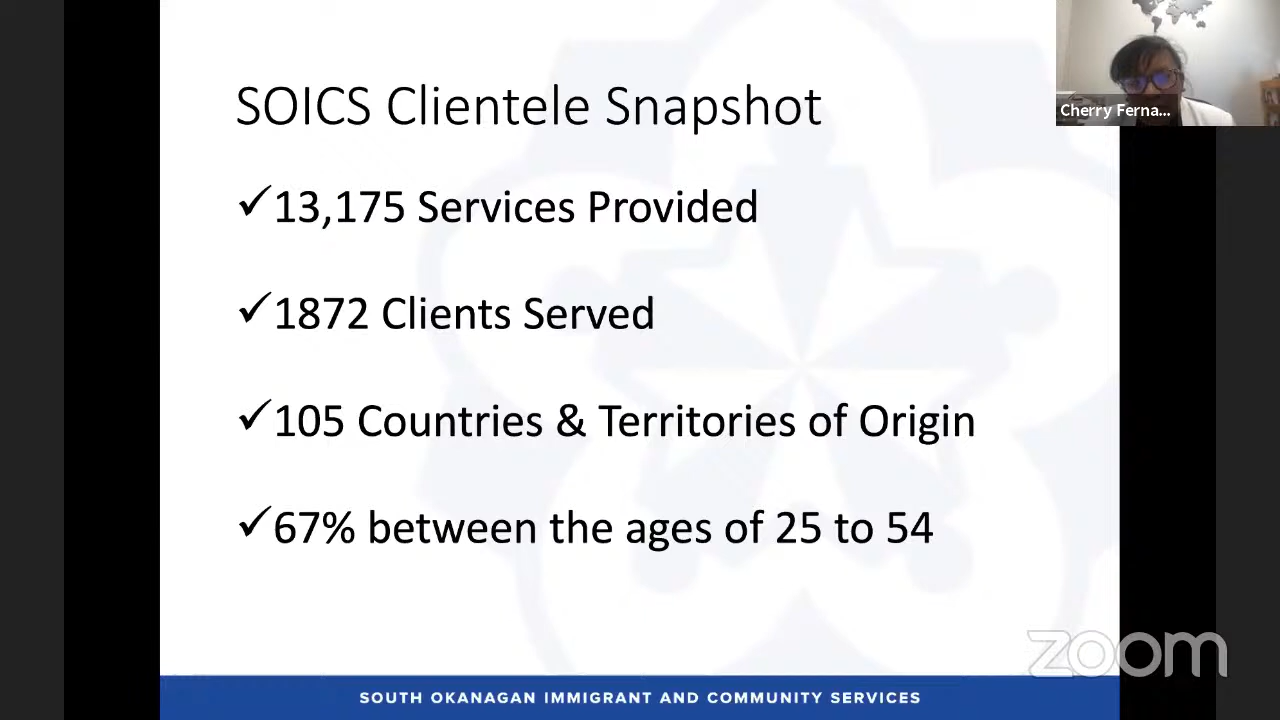 SOICS Clientele Snapshot
Cherry Ferna...
✓13,175 Services Provided
✓1872 Clients Served
✓105 Countries & Territories of Origin
✓67% between the ages of 25 to 54
zoom
SOUTH OKANAGAN IMMIGRANT AND COMMUNITY SERVICES